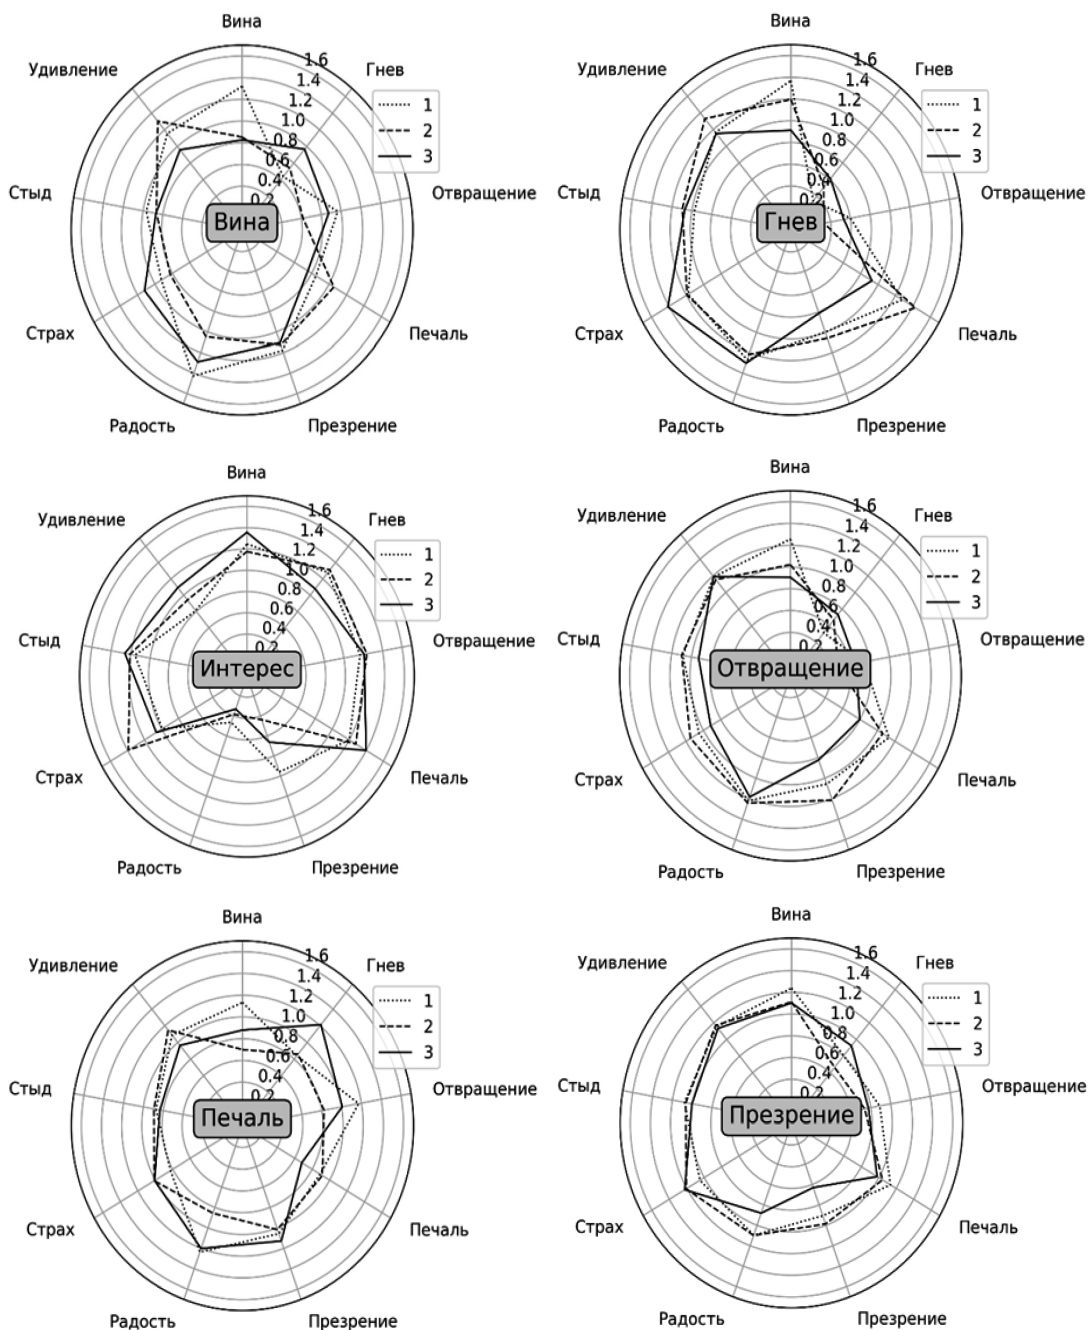 Вина
Удивление
1.6
Гнев
1.4
1.2
1.0
0.8
0.6
0.4
0.2
1
2
3
Стыд
Отвращение
Вина
Страх
Печаль
Радость
Презрение
Вина
Удивление
1.6
Гнев
1.4
1.2
1.0
0.8
0.6
0.4
0.2
1
2
3
Стыд
Отвращение
Гнев
Страх
Печаль
Радость
Презрение
Вина
Удивление
1.6
Гнев
1.4
1.2
1.0
0.8
0.6
0.4
0.2
1
2
3
Стыд
Отвращение
Интерес
Страх
Печаль
Радость
Презрение
Вина
Удивление
1.6
Гнев
1.4
1.2
1.0
0.8
0.6
0.4
0.2
1
2
3
Стыд
Отвращение
Отвращение
Страх
Печаль
Радость
Презрение
Вина
Удивление
1.6
Гнев
1.4
1.2
1.0
0.8
0.6
0.4
0.2
1
2
3
Стыд
Отвращение
Печаль
Страх
Печаль
Радость
Презрение
Вина
Удивление
1.6
Гнев
1.4
1.2
1.0
0.8
0.6
0.4
0.2
1
2
3
Стыд
Отвращение
Презрение
Страх
Печаль
Радость
Презрение